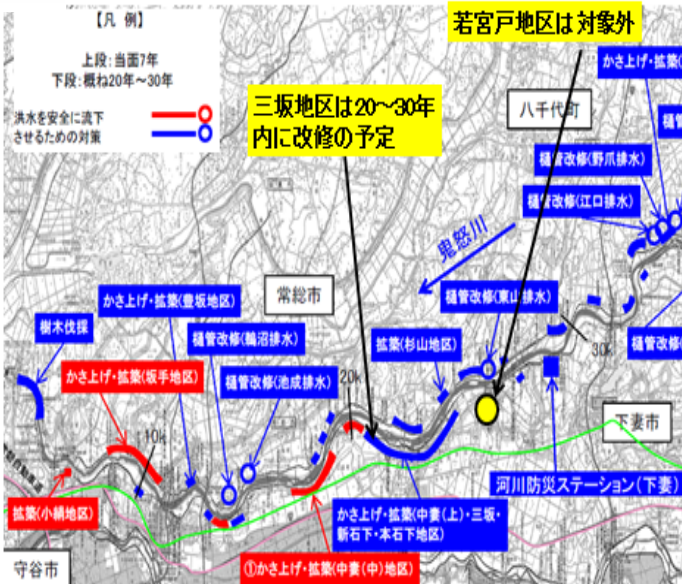 【凡 例】
上段：当面7年
下段：概ね20年～30年
洪水を安全に流下
させるための対策
若宮戸地区は対象外
三坂地区は20～30年
内に改修の予定
八千代町
かさ上げ・拡築(
樋管
樋管改修(野爪排水)
樋管改修(江口排水)
鬼怒川
常総市
かさ上げ・拡築(豊坂地区)
樋管改修(東山排水)
樹木伐採
樋管改修(鵜沼排水)
拡築(杉山地区)
30k
樋管改修(
かさ上げ・拡築(坂手地区)
樋管改修(池成排水)
20k
下妻市
10k
河川防災ステーション(下妻)
拡築(小絹地区)
かさ上げ・拡築(中妻(上)・三坂・
新石下・本石下地区)
守谷市
①かさ上げ・拡築(中妻(中)地区)